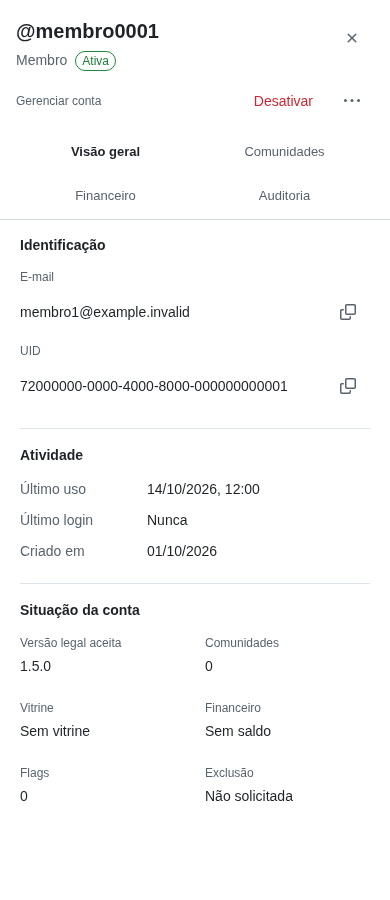 @membro0001
Membro Ativa
Gerenciar conta Desativar
Visão geral Comunidades
Financeiro Auditoria
Identificação
E-mail
membro1@example.invalid
UID
72000000-0000-4000-8000-000000000001
Atividade
Último uso 14/10/2026, 12:00
Último login Nunca
Criado em 01/10/2026
Situação da conta
Versão legal aceita Comunidades
1.5.0 0
Vitrine Financeiro
Sem vitrine Sem saldo
Flags Exclusão
0 Não solicitada